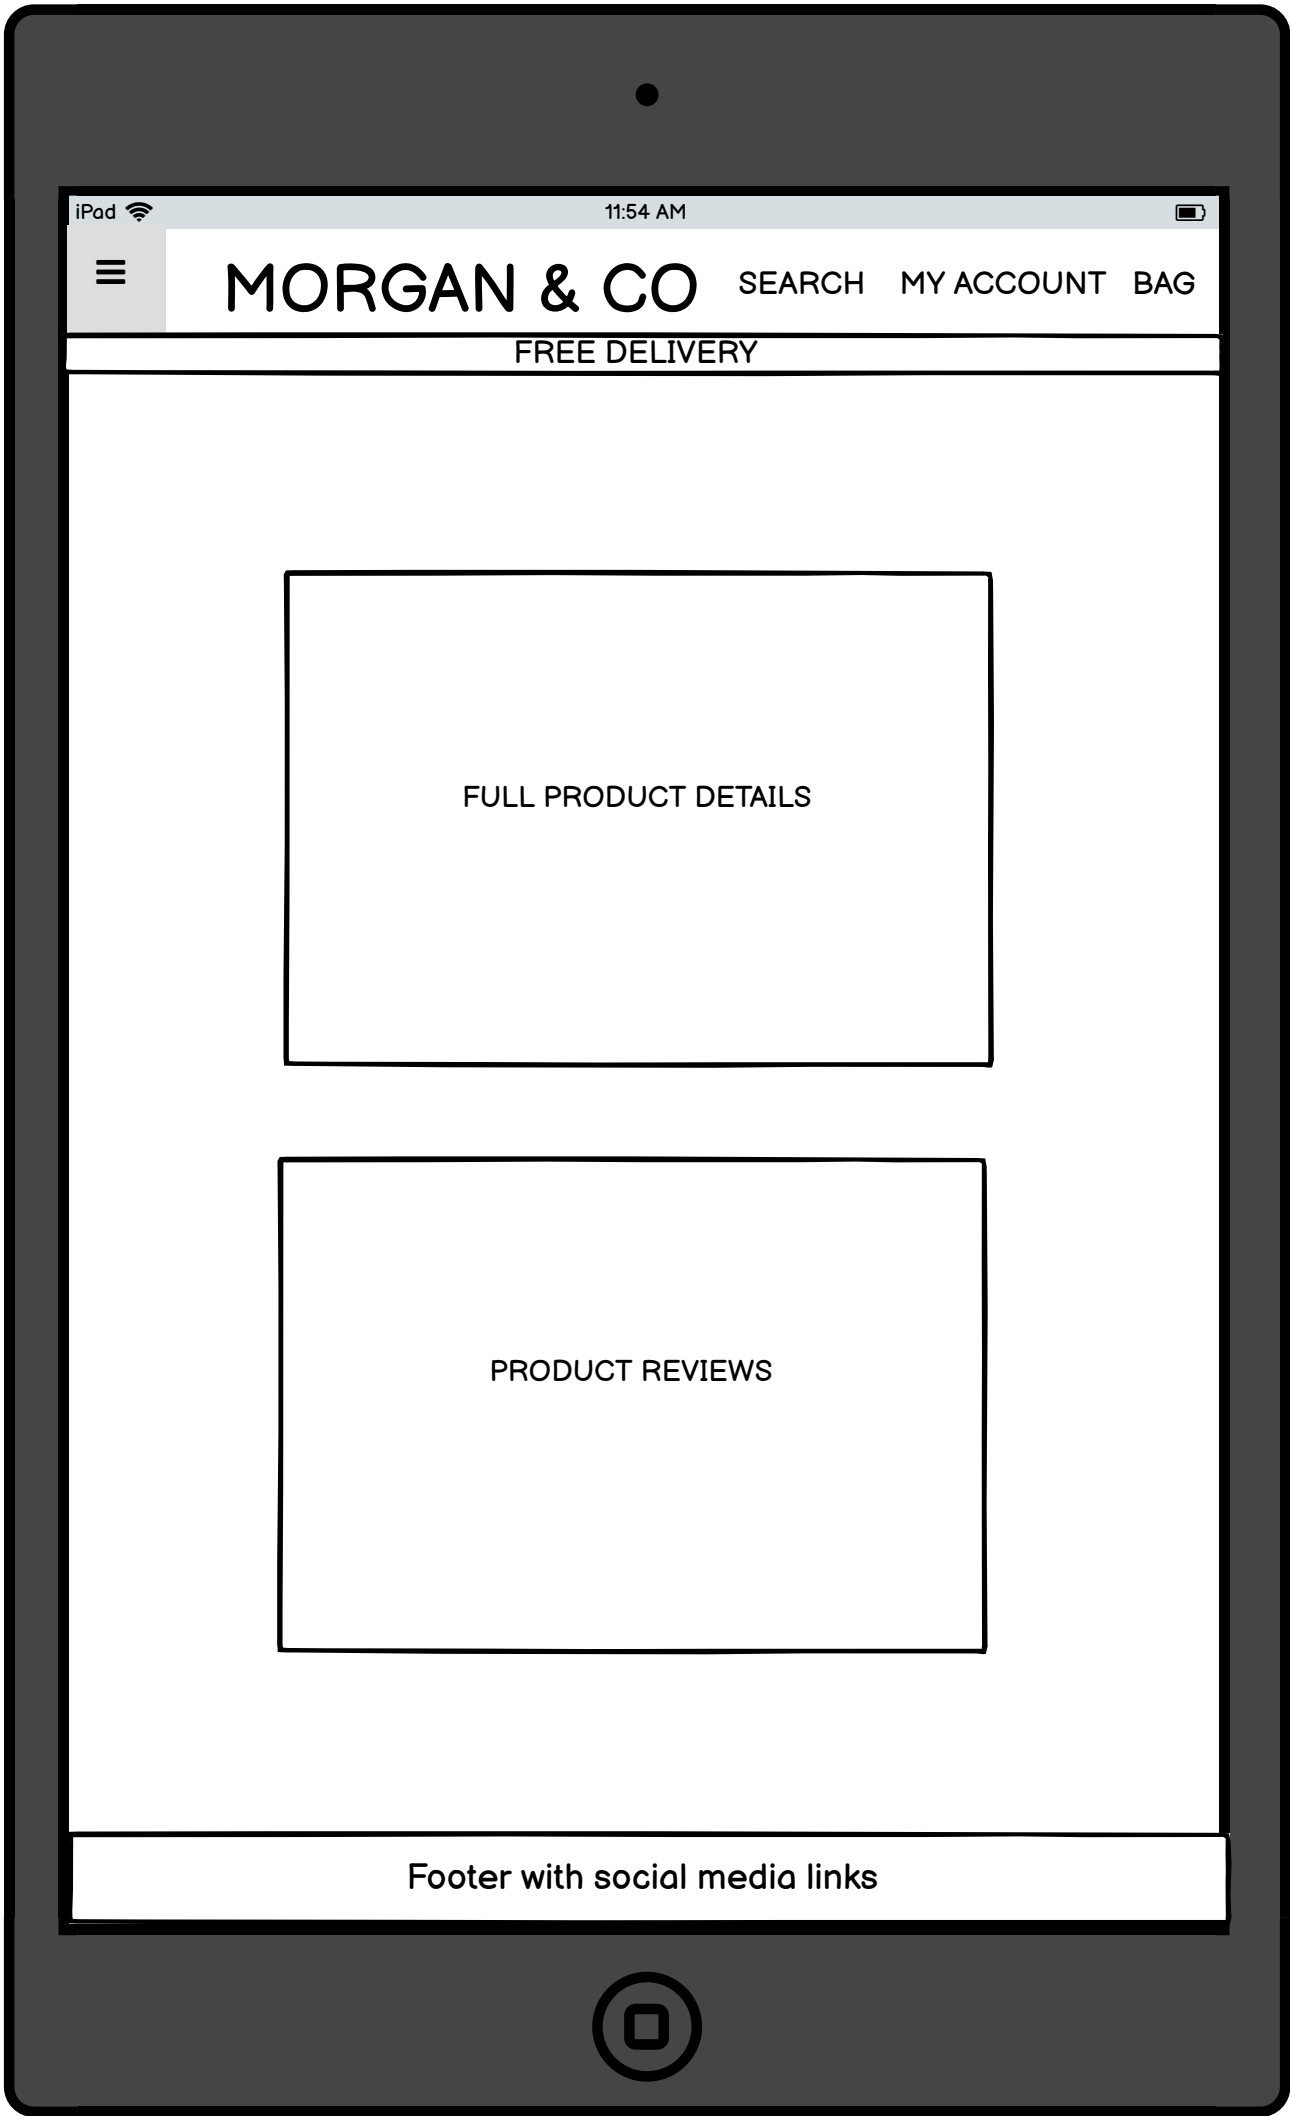 iPad 11:54 AM
MORGAN & CO SEARCH MY ACCOUNT BAG
FREE DELIVERY
FULL PRODUCT DETAILS
PRODUCT REVIEWS
Footer with social media links